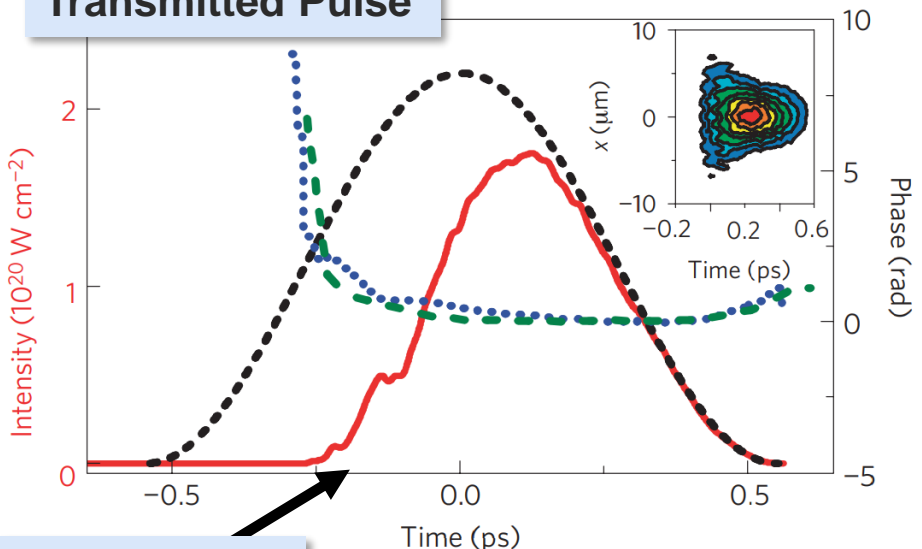 Transmitted Pulse
Intensity (10²⁰ W cm⁻²)
2
1
0
−0.5
0.0
0.5
Time (ps)
10
5
0
−5
Phase (rad)
x (μm)
10
0
−10
−0.2
0.2
0.6
Time (ps)